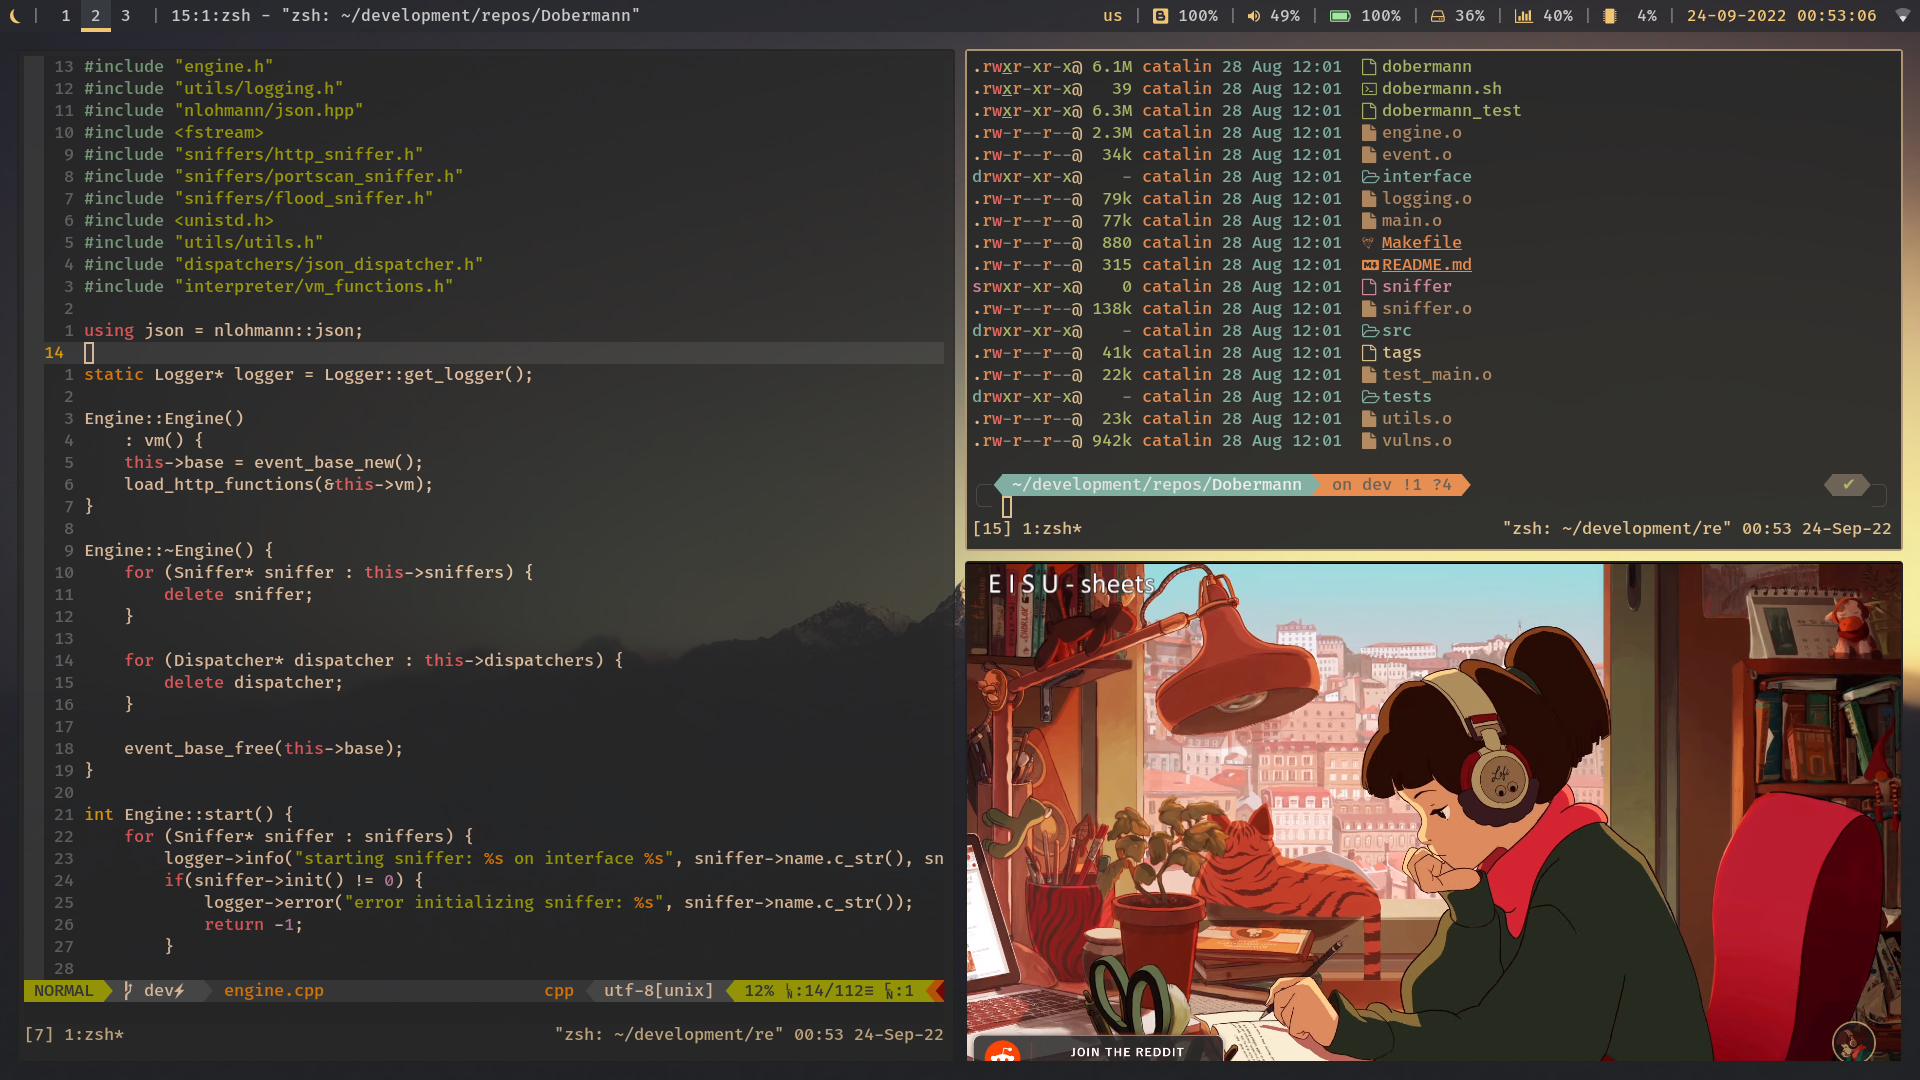 1 2 3 | 15:1:zsh - "zsh: ~/development/repos/Dobermann"
us | 100% | 49% | 100% | 36% | 40% | 4% | 24-09-2022 00:53:06
13 #include "engine.h"
12 #include "utils/logging.h"
11 #include "nlohmann/json.hpp"
10 #include <fstream>
9 #include "sniffers/http_sniffer.h"
8 #include "sniffers/portscan_sniffer.h"
7 #include "sniffers/flood_sniffer.h"
6 #include <unistd.h>
5 #include "utils/utils.h"
4 #include "dispatchers/json_dispatcher.h"
3 #include "interpreter/vm_functions.h"
2
1 using json = nlohmann::json;
14
1 static Logger* logger = Logger::get_logger();
2
3 Engine::Engine()
4     : vm() {
5     this->base = event_base_new();
6     load_http_functions(&this->vm);
7 }
8
9 Engine::~Engine() {
10     for (Sniffer* sniffer : this->sniffers) {
11         delete sniffer;
12     }
13
14     for (Dispatcher* dispatcher : this->dispatchers) {
15         delete dispatcher;
16     }
17
18     event_base_free(this->base);
19 }
20
21 int Engine::start() {
22     for (Sniffer* sniffer : sniffers) {
23         logger->info("starting sniffer: %s on interface %s", sniffer->name.c_str(), sn
24         if(sniffer->init() != 0) {
25             logger->error("error initializing sniffer: %s", sniffer->name.c_str());
26             return -1;
27         }
28
NORMAL dev⚡ engine.cpp cpp utf-8[unix] 12% ㏑:14/112≡ ㏇:1
[7] 1:zsh* "zsh: ~/development/re" 00:53 24-Sep-22
.rwxr-xr-x@ 6.1M catalin 28 Aug 12:01 dobermann
.rwxr-xr-x@ 39 catalin 28 Aug 12:01 dobermann.sh
.rwxr-xr-x@ 6.3M catalin 28 Aug 12:01 dobermann_test
.rw-r--r--@ 2.3M catalin 28 Aug 12:01 engine.o
.rw-r--r--@ 34k catalin 28 Aug 12:01 event.o
drwxr-xr-x@ - catalin 28 Aug 12:01 interface
.rw-r--r--@ 79k catalin 28 Aug 12:01 logging.o
.rw-r--r--@ 77k catalin 28 Aug 12:01 main.o
.rw-r--r--@ 880 catalin 28 Aug 12:01 Makefile
.rw-r--r--@ 315 catalin 28 Aug 12:01 README.md
srwxr-xr-x@ 0 catalin 28 Aug 12:01 sniffer
.rw-r--r--@ 138k catalin 28 Aug 12:01 sniffer.o
drwxr-xr-x@ - catalin 28 Aug 12:01 src
.rw-r--r--@ 41k catalin 28 Aug 12:01 tags
.rw-r--r--@ 22k catalin 28 Aug 12:01 test_main.o
drwxr-xr-x@ - catalin 28 Aug 12:01 tests
.rw-r--r--@ 23k catalin 28 Aug 12:01 utils.o
.rw-r--r--@ 942k catalin 28 Aug 12:01 vulns.o
~/development/repos/Dobermann on dev !1 ?4 ✔
[15] 1:zsh* "zsh: ~/development/re" 00:53 24-Sep-22
EISU - sheets
Lofi
JOIN THE REDDIT